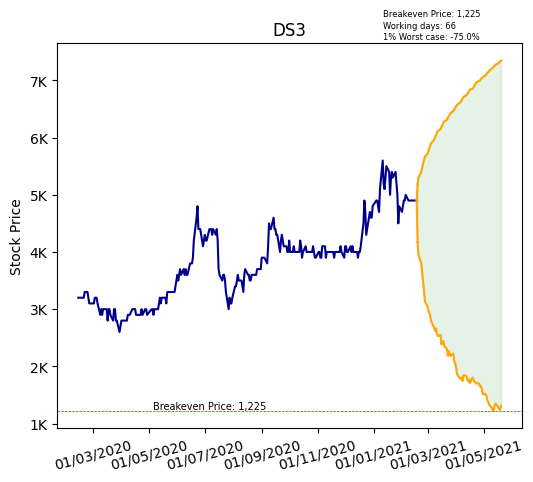 Breakeven Price: 1,225
Working days: 66
1% Worst case: -75.0%
DS3
Stock Price
7K
6K
5K
4K
3K
2K
1K
Breakeven Price: 1,225
01/03/2020 01/05/2020 01/07/2020 01/09/2020 01/11/2020 01/01/2021 01/03/2021 01/05/2021